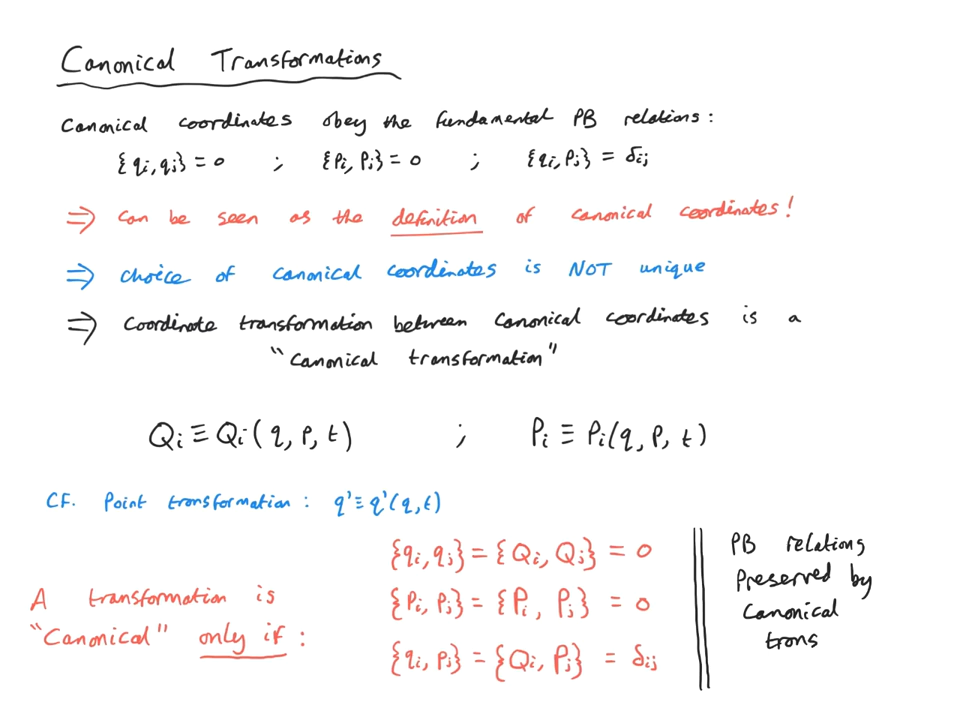 Canonical Transformations
Canonical coordinates obey the fundamental PB relations:
{qi, qj} = 0 ; {pi, pj} = 0 ; {qi, pj} = δij
⇒ Can be seen as the definition of canonical coordinates!
⇒ choice of canonical coordinates is NOT unique
⇒ Coordinate transformation between canonical coordinates is a
"canonical transformation"
Qi ≡ Qi(q, p, t) ; Pi ≡ Pi(q, p, t)
CF. Point transformation: q' ≡ q'(q, t)
A transformation is
"Canonical" only if:
{qi, qj} = {Qi, Qj} = 0
{pi, pj} = {Pi, Pj} = 0
{qi, pj} = {Qi, Pj} = δij
PB relations
preserved by
Canonical
trans